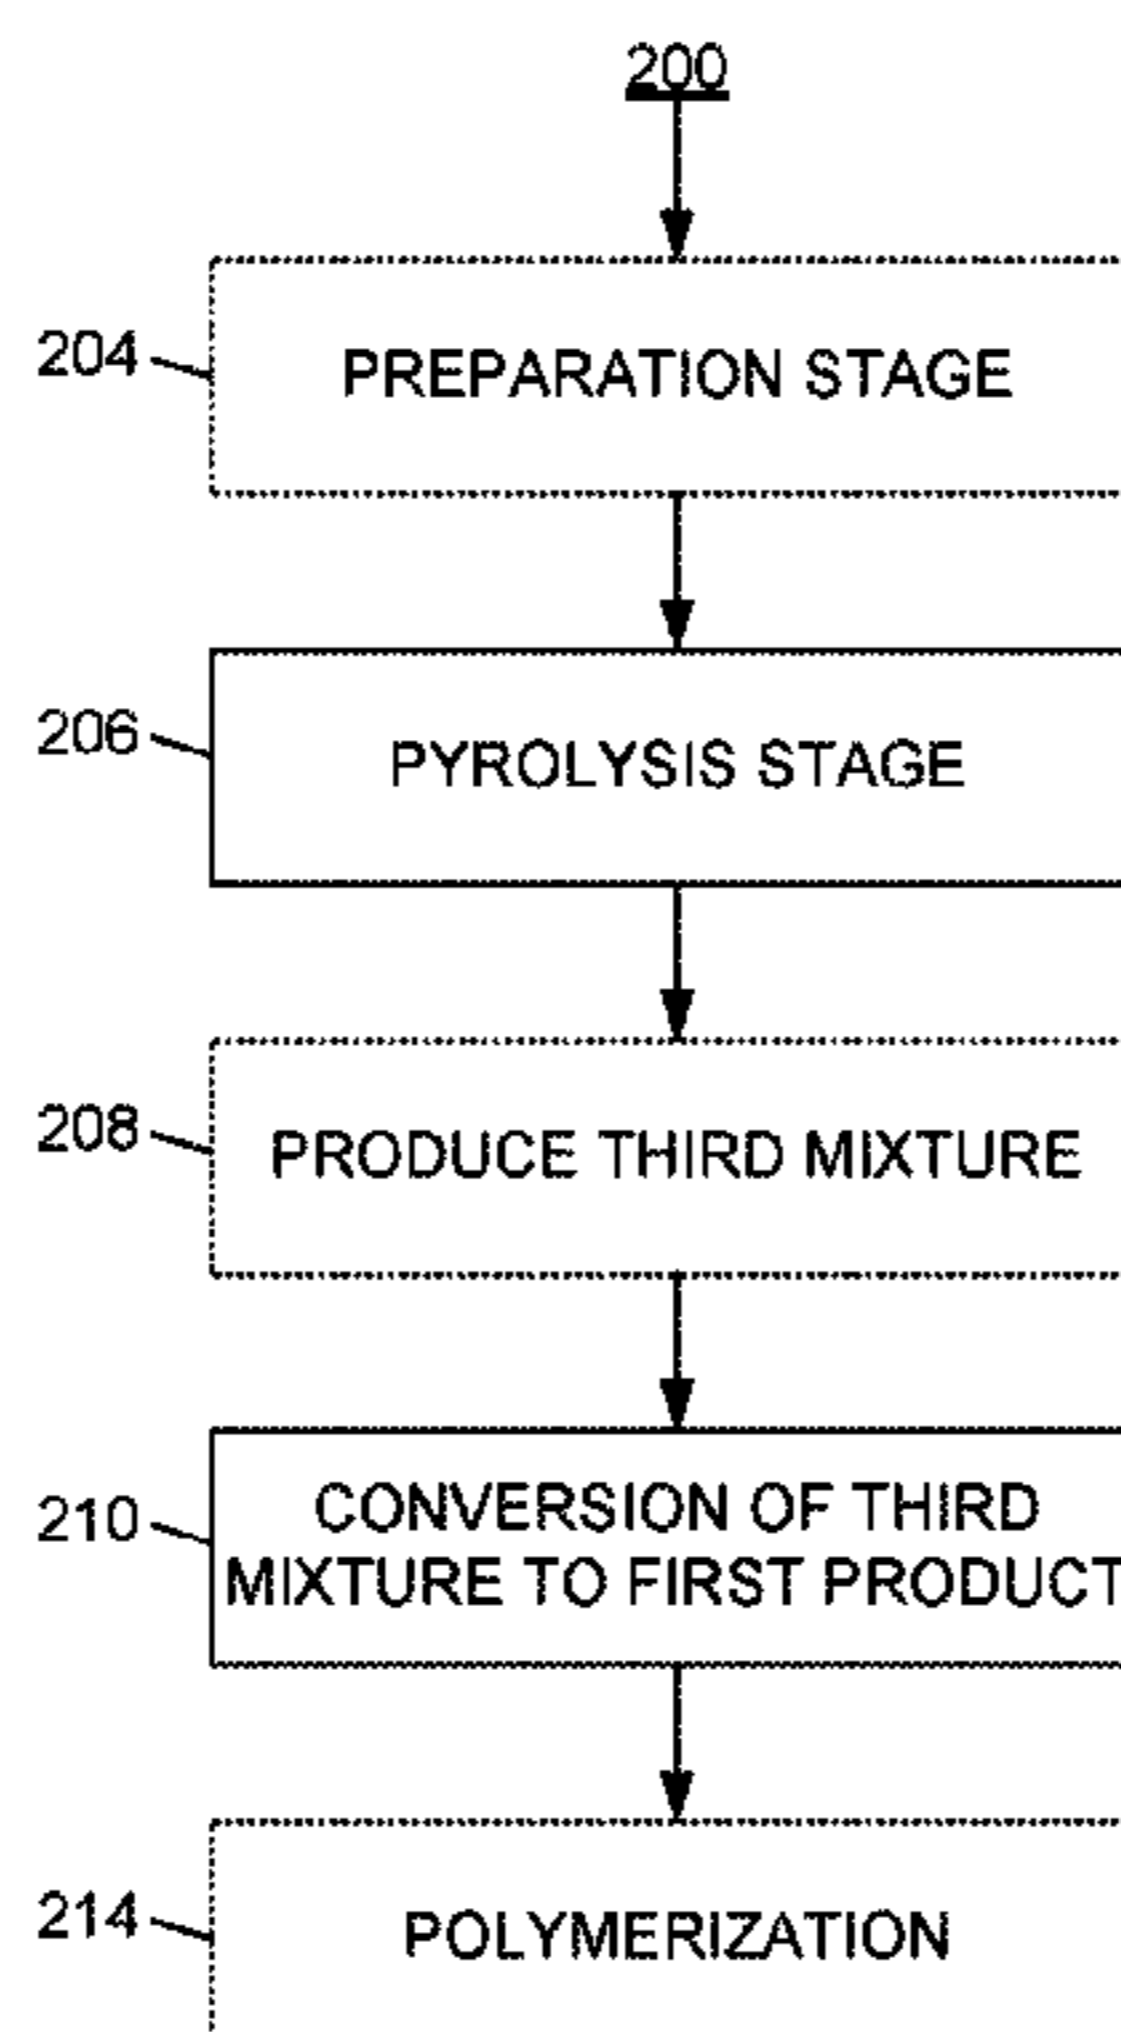 200
204
PREPARATION STAGE
206
PYROLYSIS STAGE
208
PRODUCE THIRD MIXTURE
210
CONVERSION OF THIRD
MIXTURE TO FIRST PRODUCT
214
POLYMERIZATION